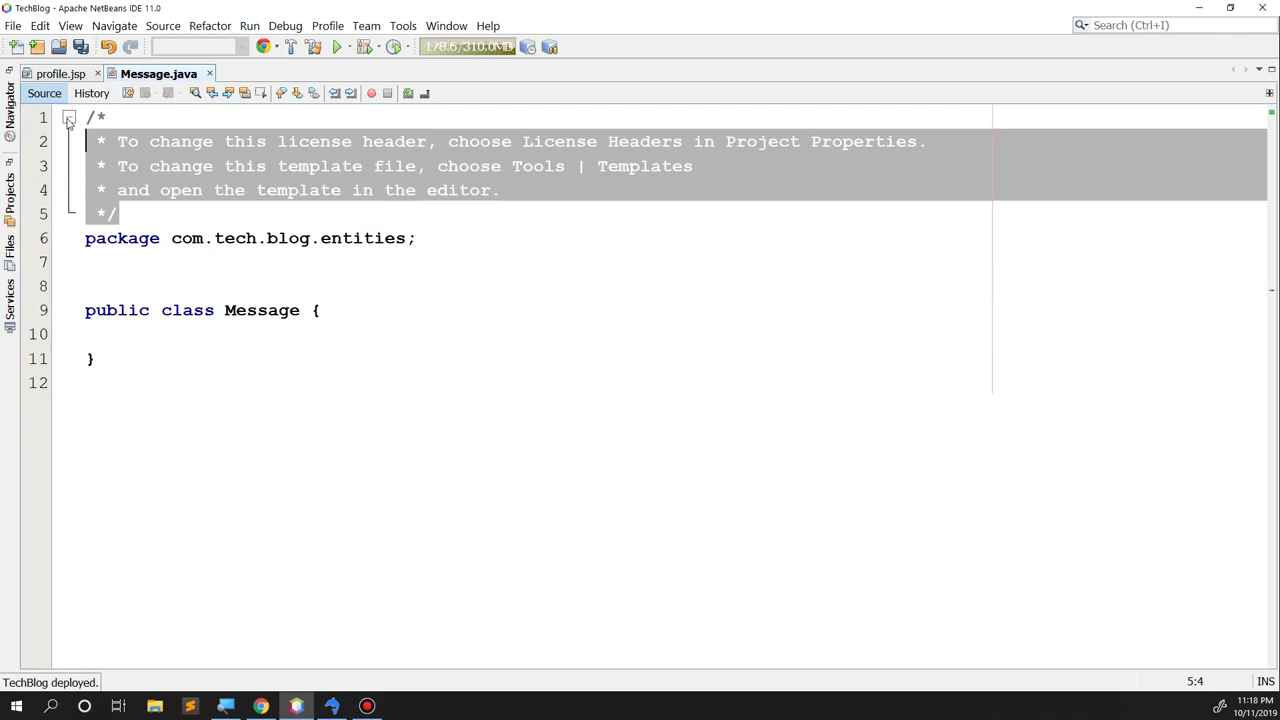 TechBlog - Apache NetBeans IDE 11.0
File Edit View Navigate Source Refactor Run Debug Profile Team Tools Window Help
Search (Ctrl+I)
178.6/310.0MB
profile.jsp Message.java
Source History
Navigator
Projects
Files
Services
1 /*
2 * To change this license header, choose License Headers in Project Properties.
3 * To change this template file, choose Tools | Templates
4 * and open the template in the editor.
5 */
6 package com.tech.blog.entities;
7
8
9 public class Message {
10
11 }
12
TechBlog deployed.
5:4 INS
11:18 PM
10/11/2019